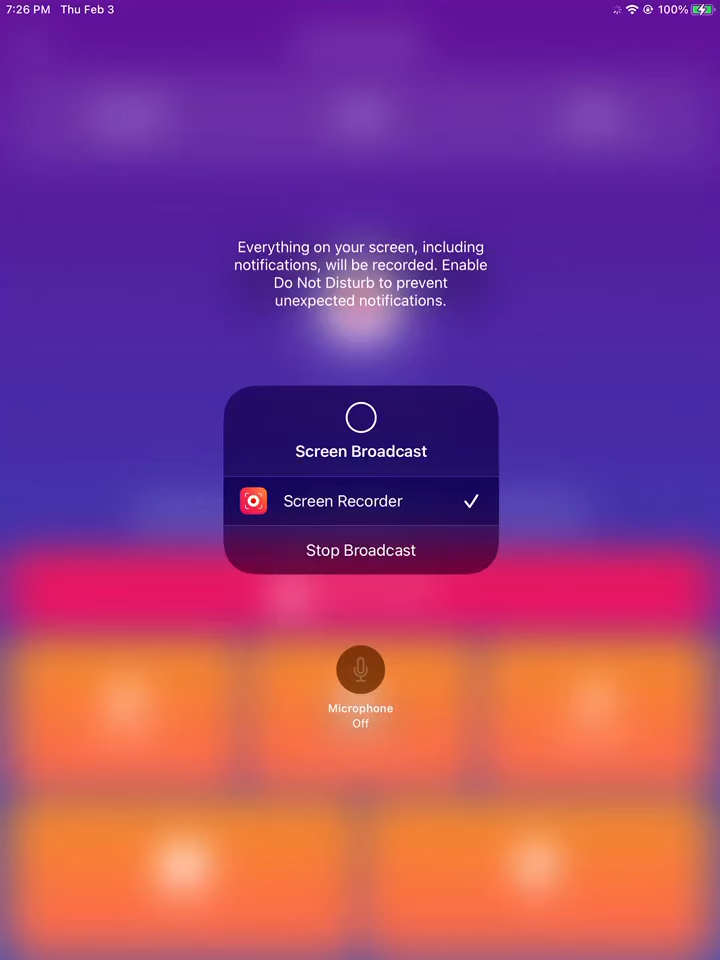 7:26 PM Thu Feb 3
100%
Everything on your screen, including
notifications, will be recorded. Enable
Do Not Disturb to prevent
unexpected notifications.
Screen Broadcast
Screen Recorder
Stop Broadcast
Microphone
Off